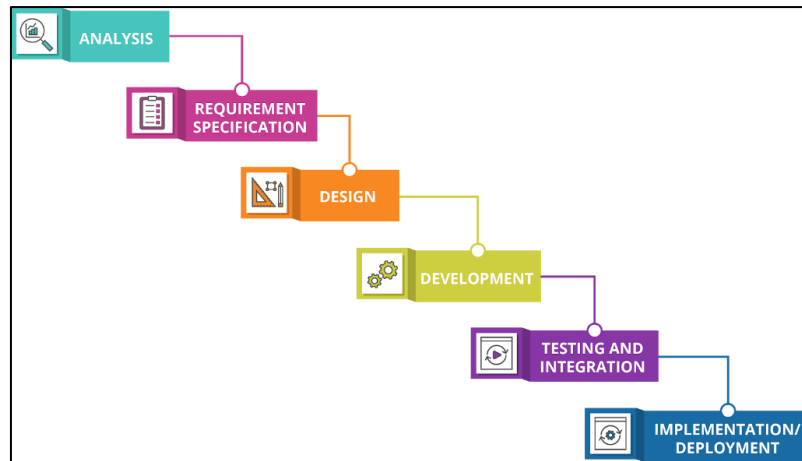 ANALYSIS
REQUIREMENT
SPECIFICATION
DESIGN
DEVELOPMENT
TESTING AND
INTEGRATION
IMPLEMENTATION/
DEPLOYMENT